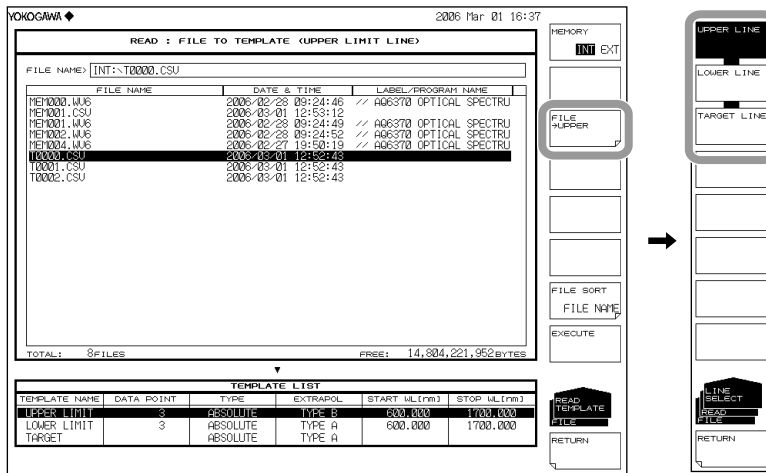 YOKOGAWA ◆ 2006 Mar 01 16:37
READ : FILE TO TEMPLATE (UPPER LIMIT LINE)
FILE NAME> INT:\T0000.CSV
FILE NAME DATE & TIME LABEL/PROGRAM NAME
MEM000.WV6 2006/02/28 09:24:46 // AQ6370 OPTICAL SPECTRU
MEM001.CSV 2006/03/01 12:53:12
MEM001.WV6 2006/02/28 09:24:49 // AQ6370 OPTICAL SPECTRU
MEM002.WV6 2006/02/28 09:24:52 // AQ6370 OPTICAL SPECTRU
MEM004.WV6 2006/02/27 19:50:19 // AQ6370 OPTICAL SPECTRU
T0000.CSV 2006/03/01 12:52:43
T0001.CSV 2006/03/01 12:52:43
T0002.CSV 2006/03/01 12:52:43
TOTAL: 8FILES FREE: 14,804,221,952BYTES
TEMPLATE LIST
TEMPLATE NAME DATA POINT TYPE EXTRAPOL START WL[nm] STOP WL[nm]
UPPER LIMIT 3 ABSOLUTE TYPE B 600.000 1700.000
LOWER LIMIT 3 ABSOLUTE TYPE A 600.000 1700.000
TARGET ABSOLUTE TYPE A
MEMORY
INT EXT
FILE
→UPPER
FILE SORT
FILE NAME
EXECUTE
READ
TEMPLATE
FILE
RETURN
UPPER LINE
LOWER LINE
TARGET LINE
LINE
SELECT
READ
FILE
RETURN